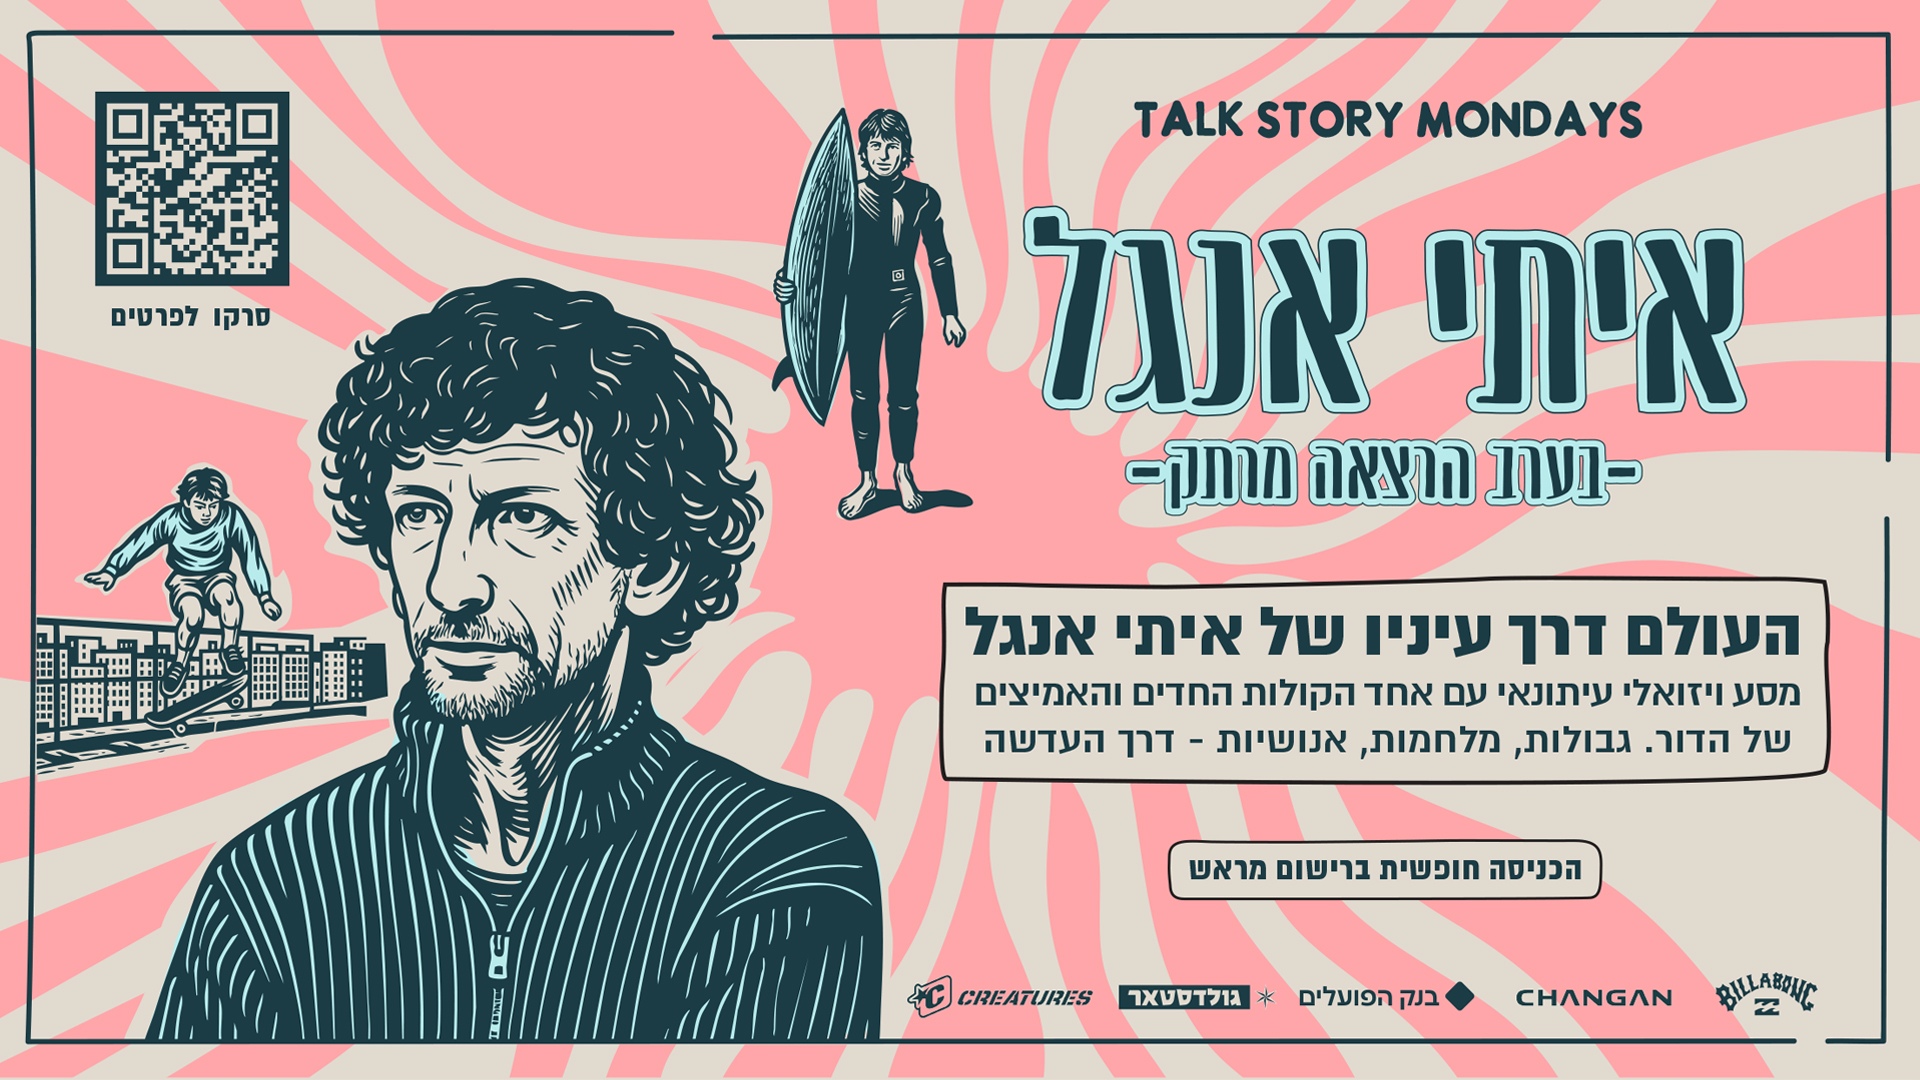 TALK STORY MONDAYS
איתי אנגל
-בערב הרצאה מרתק-
סרקו לפרטים
העולם דרך עיניו של איתי אנגל
מסע ויזואלי עיתונאי עם אחד הקולות החדים והאמיצים
של הדור. גבולות, מלחמות, אנושיות - דרך העדשה
הכניסה חופשית ברישום מראש
BILLABONG
CHANGAN
בנק הפועלים
גולדסטאר
CREATURES